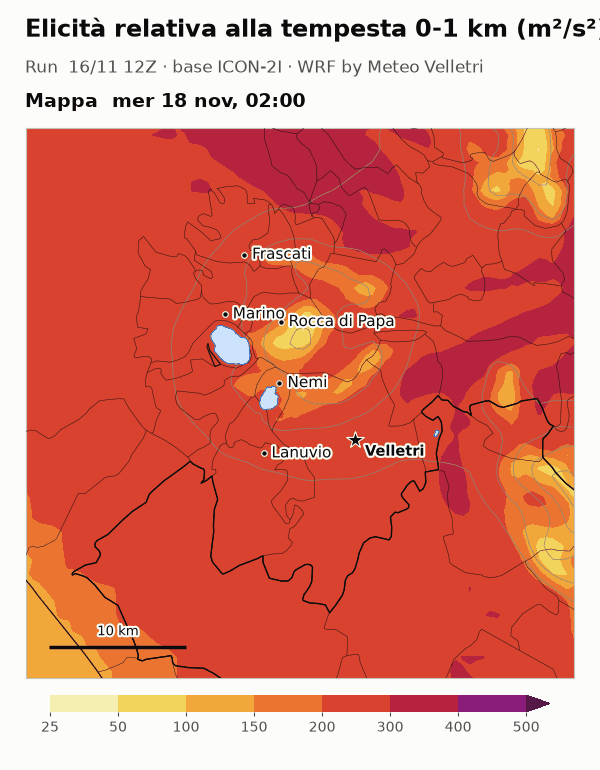 Elicità relativa alla tempesta 0-1 km (m²/s²)
Run  16/11 12Z · base ICON-2I · WRF by Meteo Velletri
Mappa  mer 18 nov, 02:00
Frascati
Marino
Rocca di Papa
Nemi
Velletri
Lanuvio
10 km
25 50 100 150 200 300 400 500